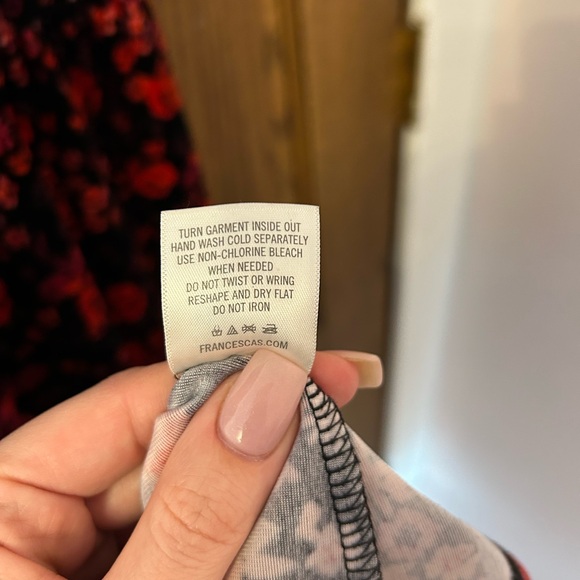 TURN GARMENT INSIDE OUT
HAND WASH COLD SEPARATELY
USE NON-CHLORINE BLEACH
WHEN NEEDED
DO NOT TWIST OR WRING
RESHAPE AND DRY FLAT
DO NOT IRON
FRANCESCAS.COM